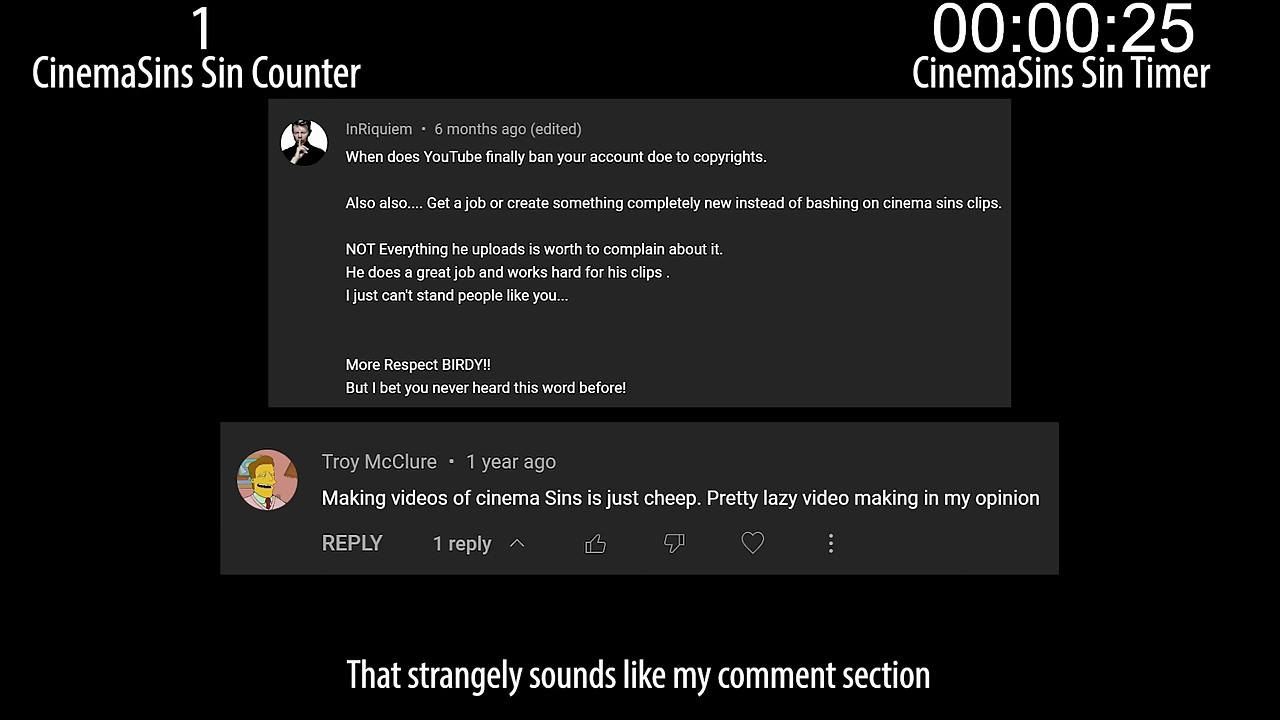 1
CinemaSins Sin Counter
00:00:25
CinemaSins Sin Timer
InRiquiem • 6 months ago (edited)
When does YouTube finally ban your account doe to copyrights.
Also also.... Get a job or create something completely new instead of bashing on cinema sins clips.
NOT Everything he uploads is worth to complain about it.
He does a great job and works hard for his clips .
I just can't stand people like you...
More Respect BIRDY!!
But I bet you never heard this word before!
Troy McClure • 1 year ago
Making videos of cinema Sins is just cheep. Pretty lazy video making in my opinion
REPLY 1 reply
That strangely sounds like my comment section